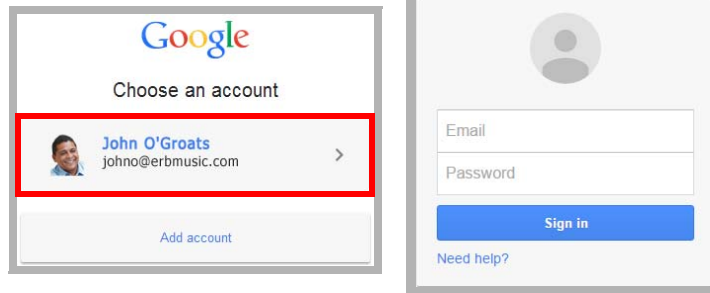 Google
Choose an account
John O'Groats
johno@erbmusic.com
Add account
Email
Password
Sign in
Need help?